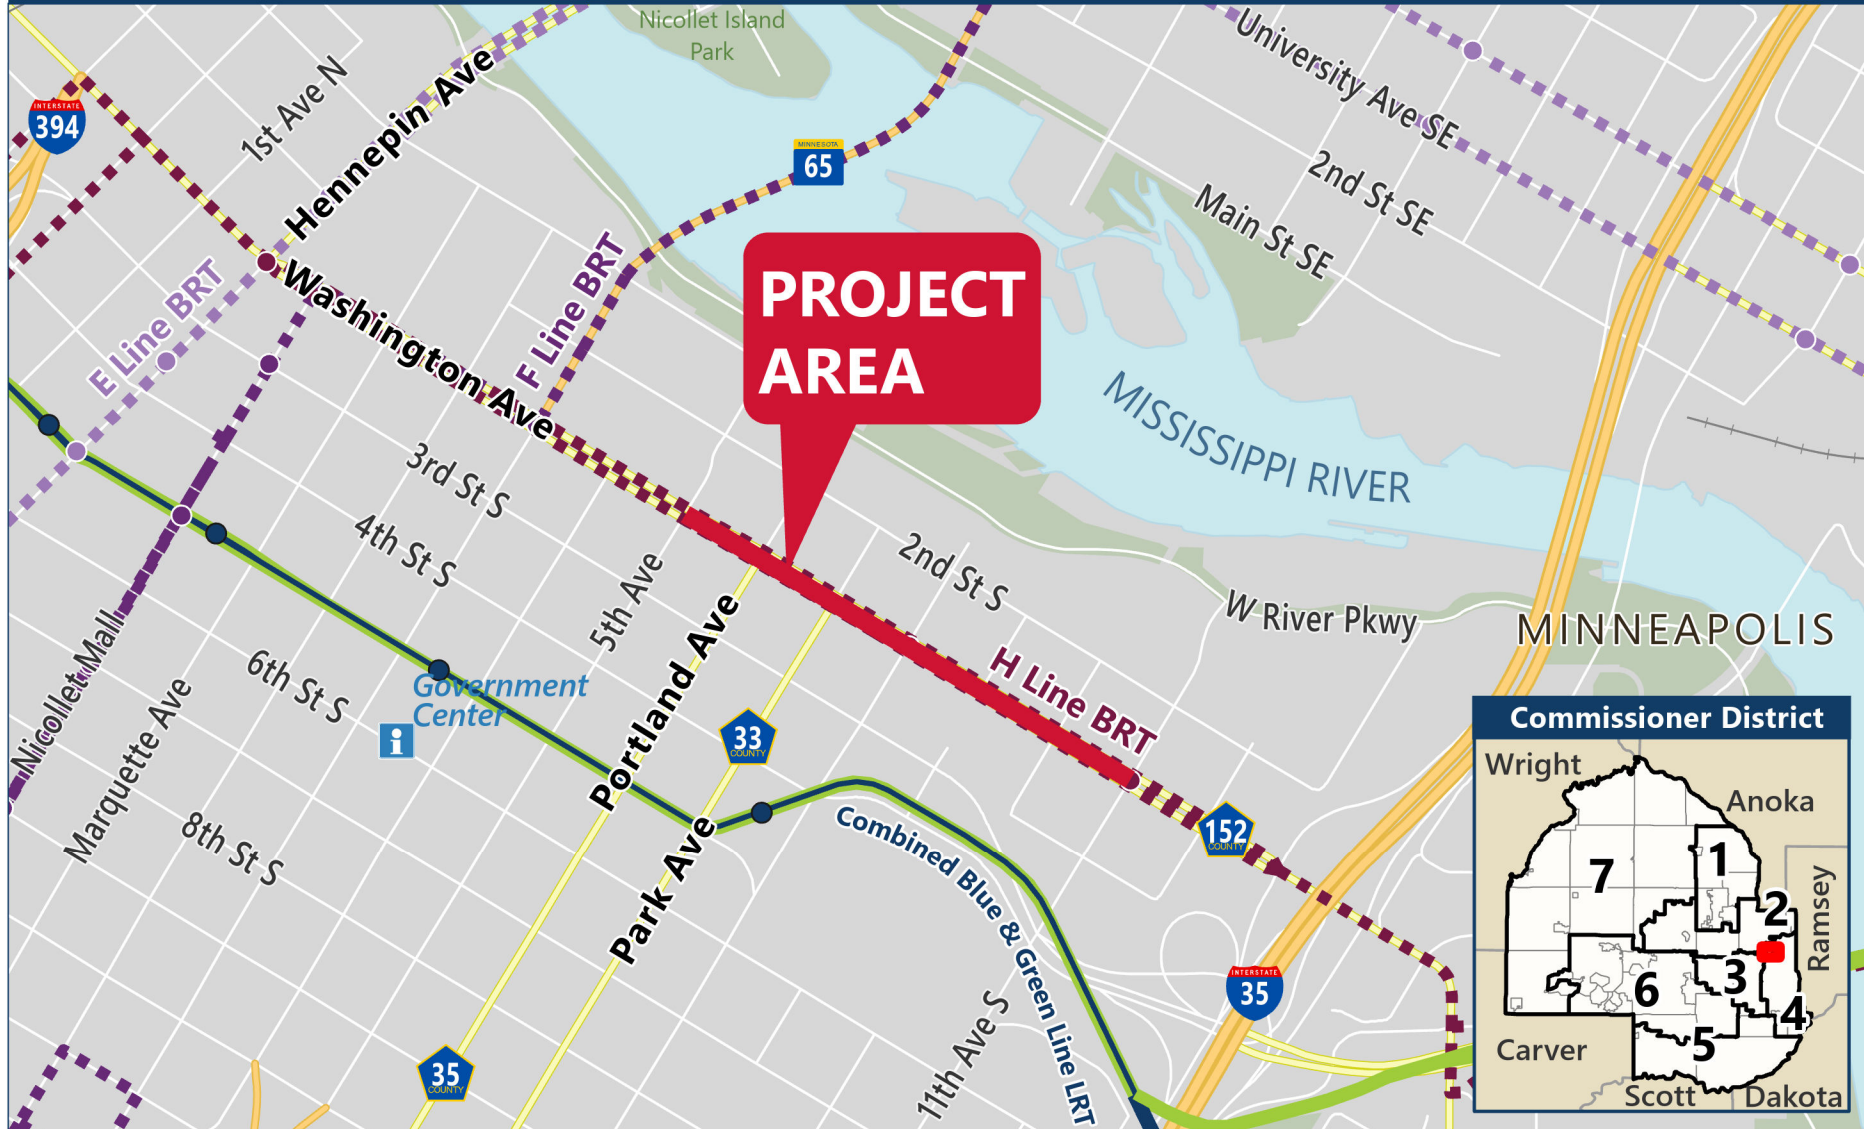 Nicollet Island
Park
INTERSTATE
394
1st Ave N
Hennepin Ave
MINNESOTA
65
University Ave SE
2nd St SE
Main St SE
E Line BRT
Washington Ave
F Line BRT
PROJECT
AREA
MISSISSIPPI RIVER
3rd St S
4th St S
5th Ave
2nd St S
W River Pkwy
MINNEAPOLIS
Nicollet Mall
Marquette Ave
6th St S
8th St S
Government
Center
i
Portland Ave
33
COUNTY
Park Ave
H Line BRT
152
COUNTY
Combined Blue & Green Line LRT
INTERSTATE
35
11th Ave S
35
COUNTY
Commissioner District
Wright
Anoka
1
7
2
Ramsey
3
6
4
5
Carver
Scott
Dakota